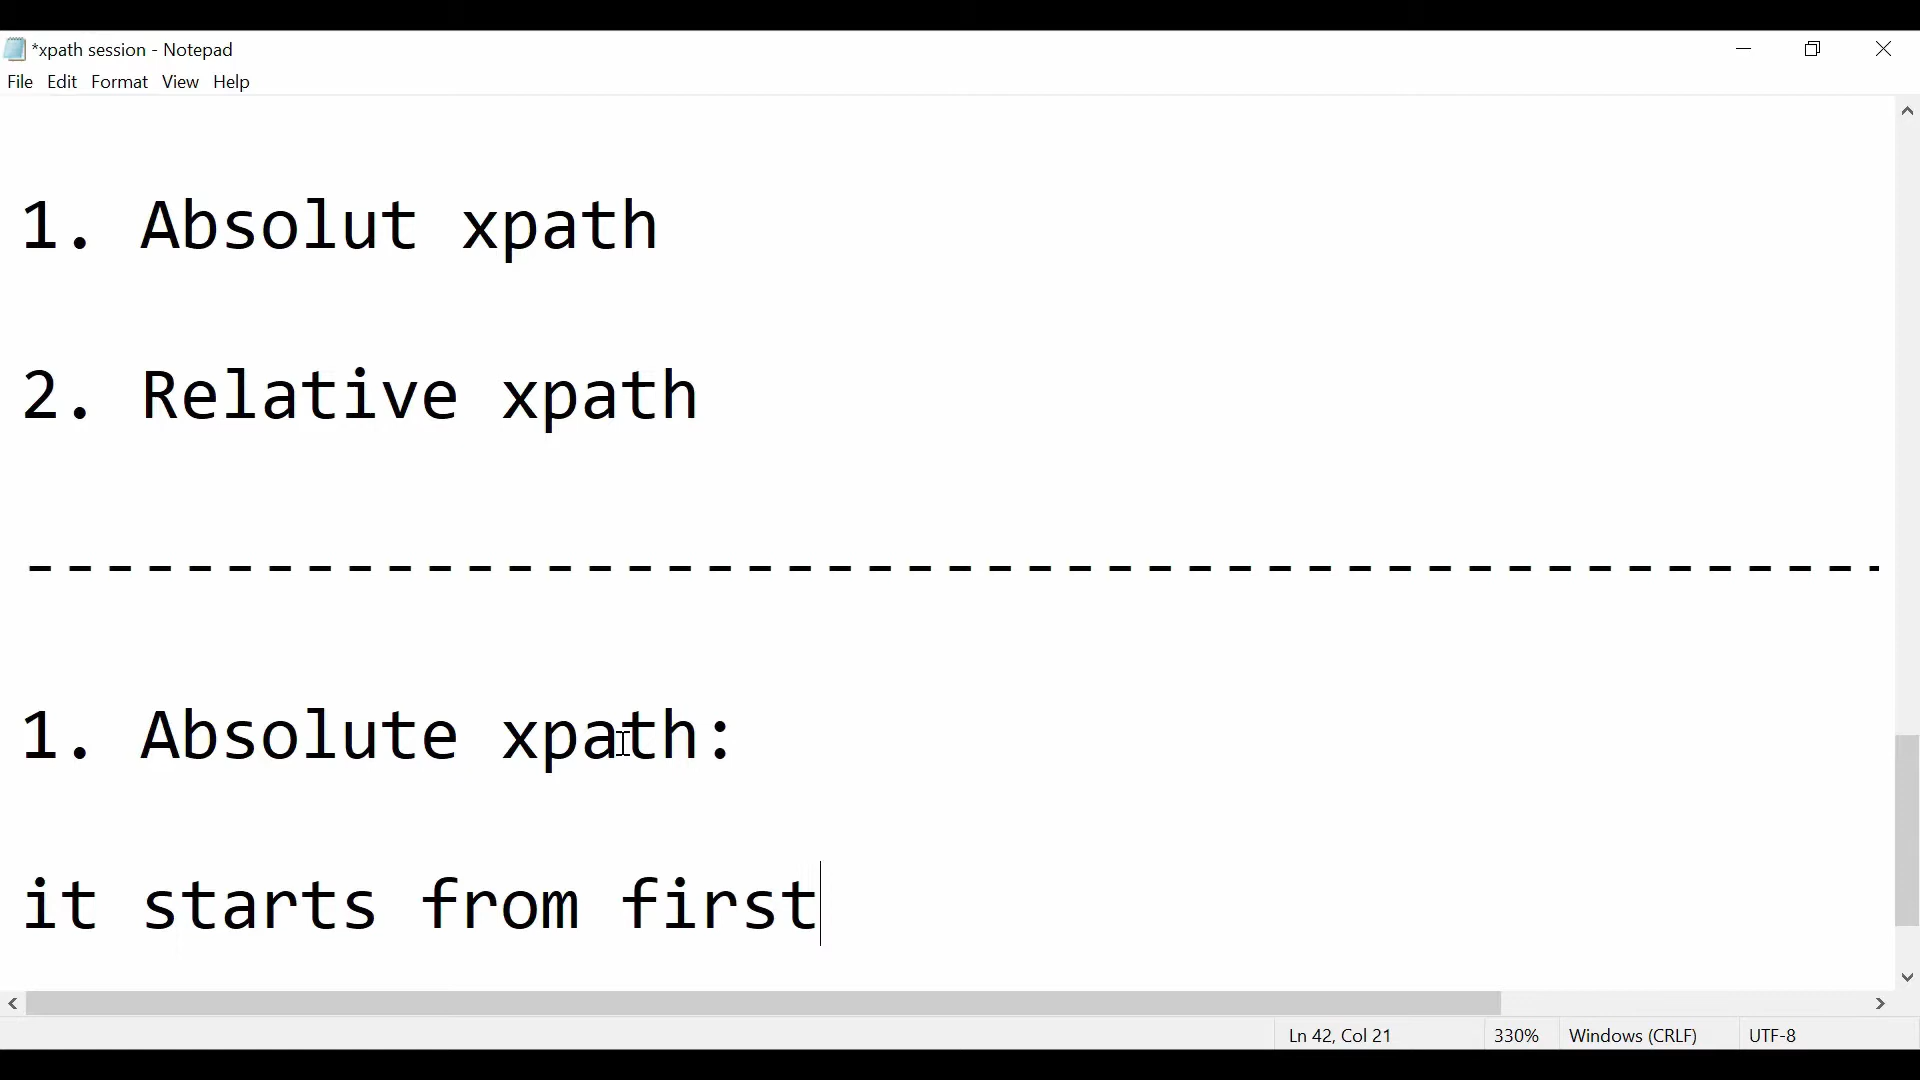 *xpath session - Notepad
File Edit Format View Help
1. Absolut xpath
2. Relative xpath
-----------------------------------------------
1. Absolute xpath:
it starts from first
Ln 42, Col 21 330% Windows (CRLF) UTF-8